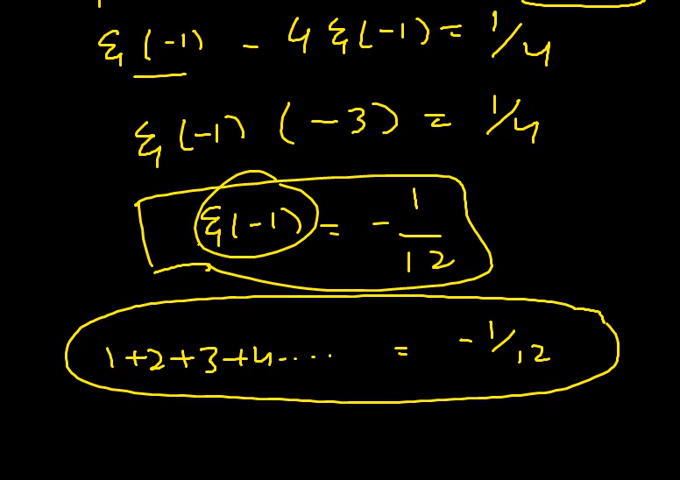 ξ(-1) - 4ξ(-1) = 1/4
ξ(-1) (-3) = 1/4
ξ(-1) = - 1/12
1+2+3+4.... = -1/12